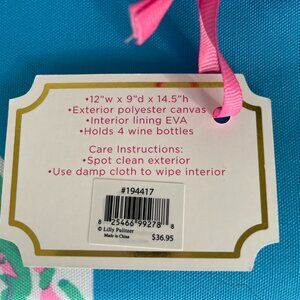 •12"w x 9"d x 14.5"h
•Exterior polyester canvas
•Interior lining EVA
•Holds 4 wine bottles
Care Instructions:
•Spot clean exterior
•Use damp cloth to wipe interior
#194417
8 25466 99278 8
© Lilly Pulitzer
Made in China
$36.95